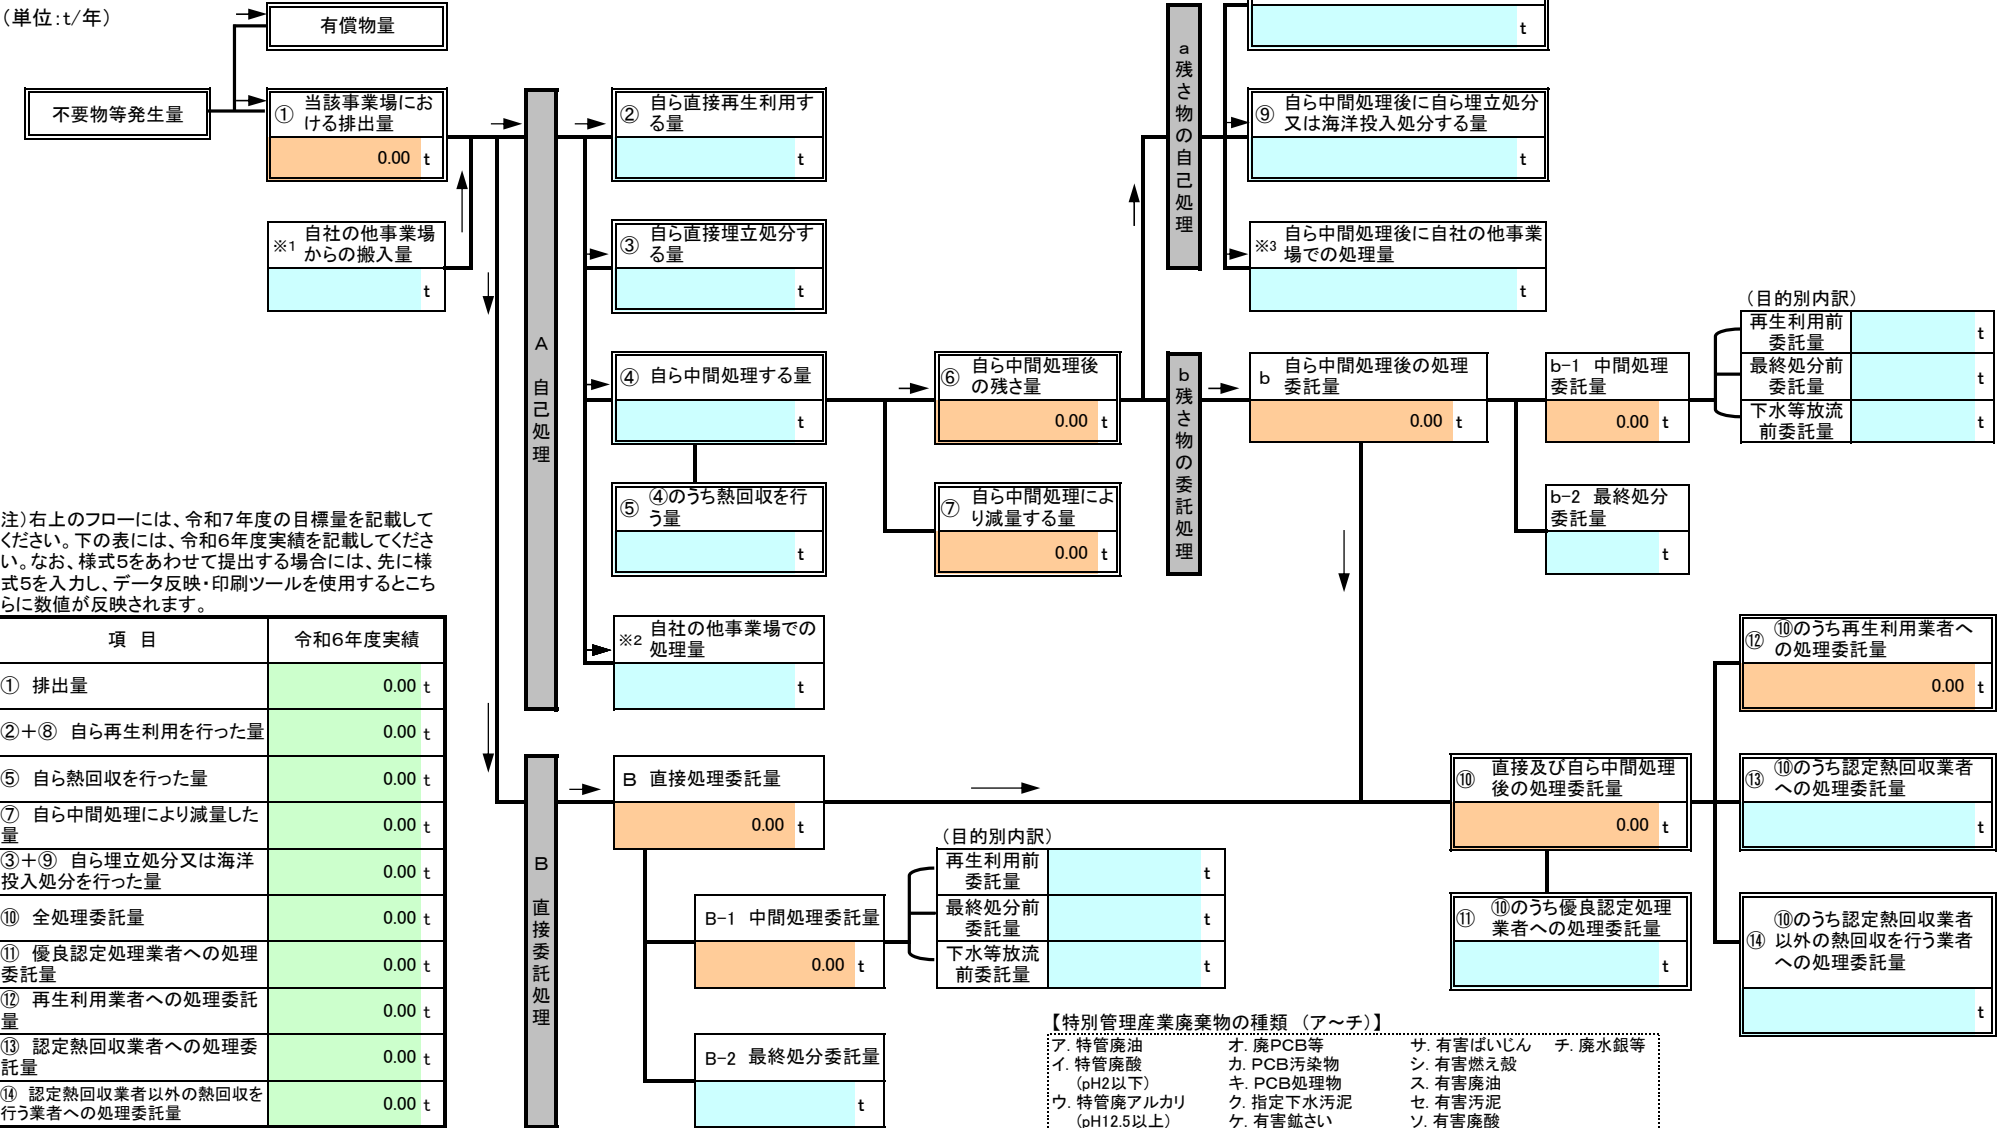 （単位:t/年）
有償物量
不要物等発生量
① 当該事業場にお
ける排出量
0.00 t
※1 自社の他事業場
からの搬入量
t
A 自己処理
② 自ら直接再生利用す
る量
t
③ 自ら直接埋立処分す
る量
t
④ 自ら中間処理する量
t
⑤ ④のうち熱回収を行
う量
t
※2 自社の他事業場での
処理量
t
⑥ 自ら中間処理後
の残さ量
0.00 t
⑦ 自ら中間処理によ
り減量する量
0.00 t
a残さ物の自己処理
t
⑨ 自ら中間処理後に自ら埋立処分
又は海洋投入処分する量
t
※3 自ら中間処理後に自社の他事業
場での処理量
t
b残さ物の委託処理
b 自ら中間処理後の処理
委託量
0.00 t
b-1 中間処理
委託量
0.00 t
b-2 最終処分
委託量
t
（目的別内訳）
再生利用前
委託量
t
最終処分前
委託量
t
下水等放流
前委託量
t
注）右上のフローには、令和7年度の目標量を記載して
ください。下の表には、令和6年度実績を記載してくださ
い。なお、様式5をあわせて提出する場合には、先に様
式5を入力し、データ反映・印刷ツールを使用するとこち
らに数値が反映されます。
項 目 令和6年度実績
① 排出量 0.00 t
②＋⑧ 自ら再生利用を行った量 0.00 t
⑤ 自ら熱回収を行った量 0.00 t
⑦ 自ら中間処理により減量した
量 0.00 t
③＋⑨ 自ら埋立処分又は海洋
投入処分を行った量 0.00 t
⑩ 全処理委託量 0.00 t
⑪ 優良認定処理業者への処理
委託量 0.00 t
⑫ 再生利用業者への処理委託
量 0.00 t
⑬ 認定熱回収業者への処理委
託量 0.00 t
⑭ 認定熱回収業者以外の熱回収を
行う業者への処理委託量 0.00 t
B 直接委託処理
B 直接処理委託量
0.00 t
B-1 中間処理委託量
0.00 t
B-2 最終処分委託量
t
（目的別内訳）
再生利用前
委託量
t
最終処分前
委託量
t
下水等放流
前委託量
t
⑩ 直接及び自ら中間処理
後の処理委託量
0.00 t
⑪ ⑩のうち優良認定処理
業者への処理委託量
t
⑫ ⑩のうち再生利用業者へ
の処理委託量
0.00 t
⑬ ⑩のうち認定熱回収業者
への処理委託量
t
⑭ ⑩のうち認定熱回収業者
以外の熱回収を行う業者
への処理委託量
t
【特別管理産業廃棄物の種類 （ア～チ）】
ア. 特管廃油 オ. 廃PCB等 サ. 有害ばいじん チ. 廃水銀等
イ. 特管廃酸 カ. PCB汚染物 シ. 有害燃え殻
（pH2以下） キ. PCB処理物 ス. 有害廃油
ウ. 特管廃アルカリ ク. 指定下水汚泥 セ. 有害汚泥
（pH12.5以上） ケ. 有害鉱さい ソ. 有害廃酸